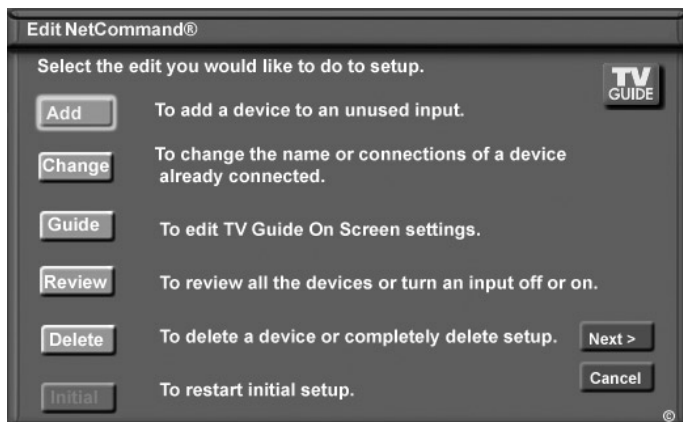 Edit NetCommand®
Select the edit you would like to do to setup.
TV
GUIDE
Add To add a device to an unused input.
Change To change the name or connections of a device
already connected.
Guide To edit TV Guide On Screen settings.
Review To review all the devices or turn an input off or on.
Delete To delete a device or completely delete setup.
Next >
Initial To restart initial setup.
Cancel
©